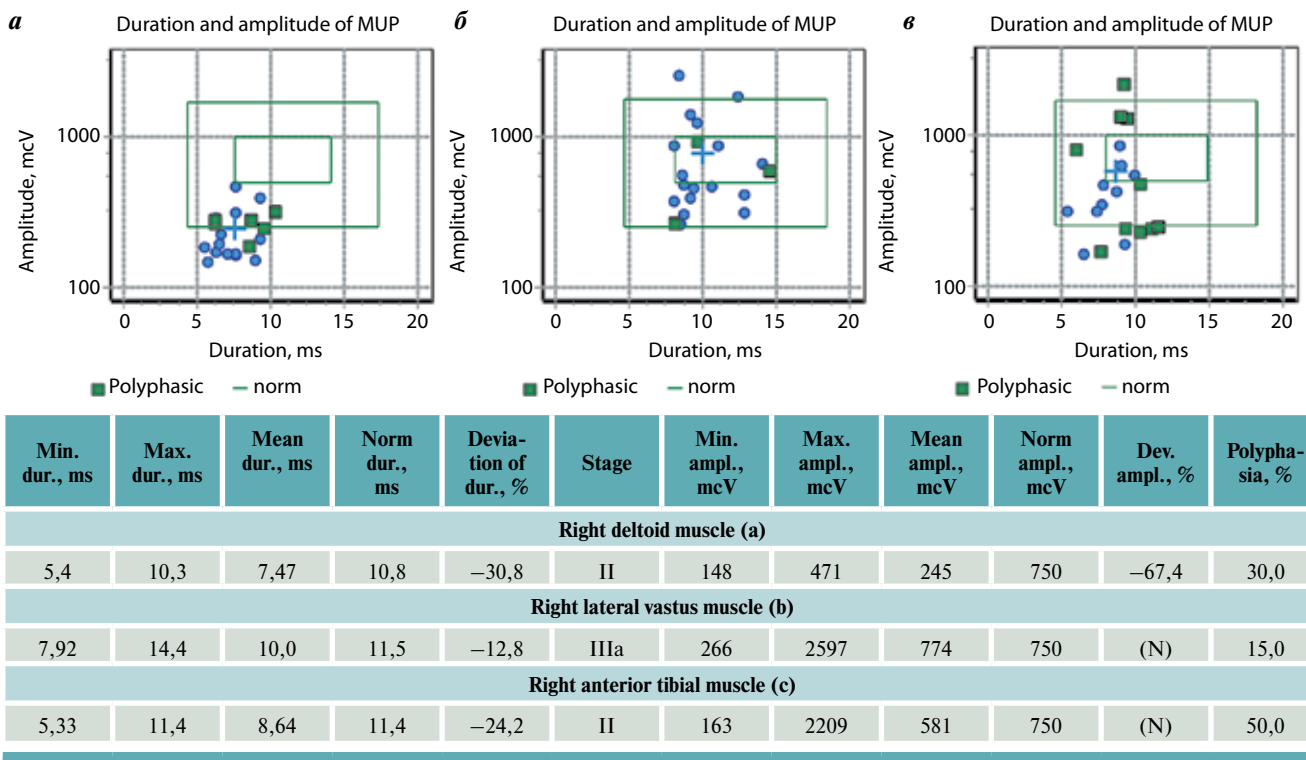 а Duration and amplitude of MUP
Amplitude, mcV
1000
100
0 5 10 15 20
Duration, ms
Polyphasic norm
б Duration and amplitude of MUP
Amplitude, mcV
1000
100
0 5 10 15 20
Duration, ms
Polyphasic norm
в Duration and amplitude of MUP
Amplitude, mcV
1000
100
0 5 10 15 20
Duration, ms
Polyphasic norm
Min. dur., ms Max. dur., ms Mean dur., ms Norm dur., ms Devia-tion of dur., % Stage Min. ampl., mcV Max. ampl., mcV Mean ampl., mcV Norm ampl., mcV Dev. ampl., % Polypha-sia, %
Right deltoid muscle (a)
5,4 10,3 7,47 10,8 −30,8 II 148 471 245 750 −67,4 30,0
Right lateral vastus muscle (b)
7,92 14,4 10,0 11,5 −12,8 IIIa 266 2597 774 750 (N) 15,0
Right anterior tibial muscle (c)
5,33 11,4 8,64 11,4 −24,2 II 163 2209 581 750 (N) 50,0